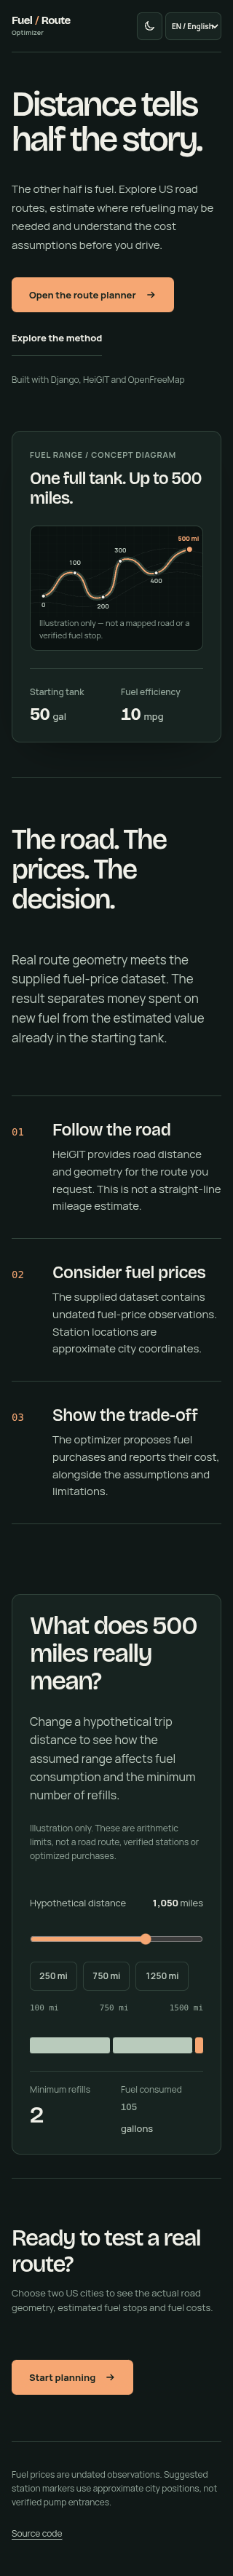 Fuel / Route
Optimizer
EN / English
Distance tells
half the story.
The other half is fuel. Explore US road
routes, estimate where refueling may be
needed and understand the cost
assumptions before you drive.
Open the route planner →
Explore the method
Built with Django, HeiGIT and OpenFreeMap
FUEL RANGE / CONCEPT DIAGRAM
One full tank. Up to 500
miles.
500 mi
300
100
400
0
200
Illustration only — not a mapped road or a
verified fuel stop.
Starting tank
Fuel efficiency
50 gal
10 mpg
The road. The
prices. The
decision.
Real route geometry meets the
supplied fuel-price dataset. The
result separates money spent on
new fuel from the estimated value
already in the starting tank.
01
Follow the road
HeiGIT provides road distance
and geometry for the route you
request. This is not a straight-line
mileage estimate.
02
Consider fuel prices
The supplied dataset contains
undated fuel-price observations.
Station locations are
approximate city coordinates.
03
Show the trade-off
The optimizer proposes fuel
purchases and reports their cost,
alongside the assumptions and
limitations.
What does 500
miles really
mean?
Change a hypothetical trip
distance to see how the
assumed range affects fuel
consumption and the minimum
number of refills.
Illustration only. These are arithmetic
limits, not a road route, verified stations or
optimized purchases.
Hypothetical distance
1,050 miles
250 mi
750 mi
1250 mi
100 mi
750 mi
1500 mi
Minimum refills
Fuel consumed
2
105
gallons
Ready to test a real
route?
Choose two US cities to see the actual road
geometry, estimated fuel stops and fuel costs.
Start planning →
Fuel prices are undated observations. Suggested
station markers use approximate city positions, not
verified pump entrances.
Source code